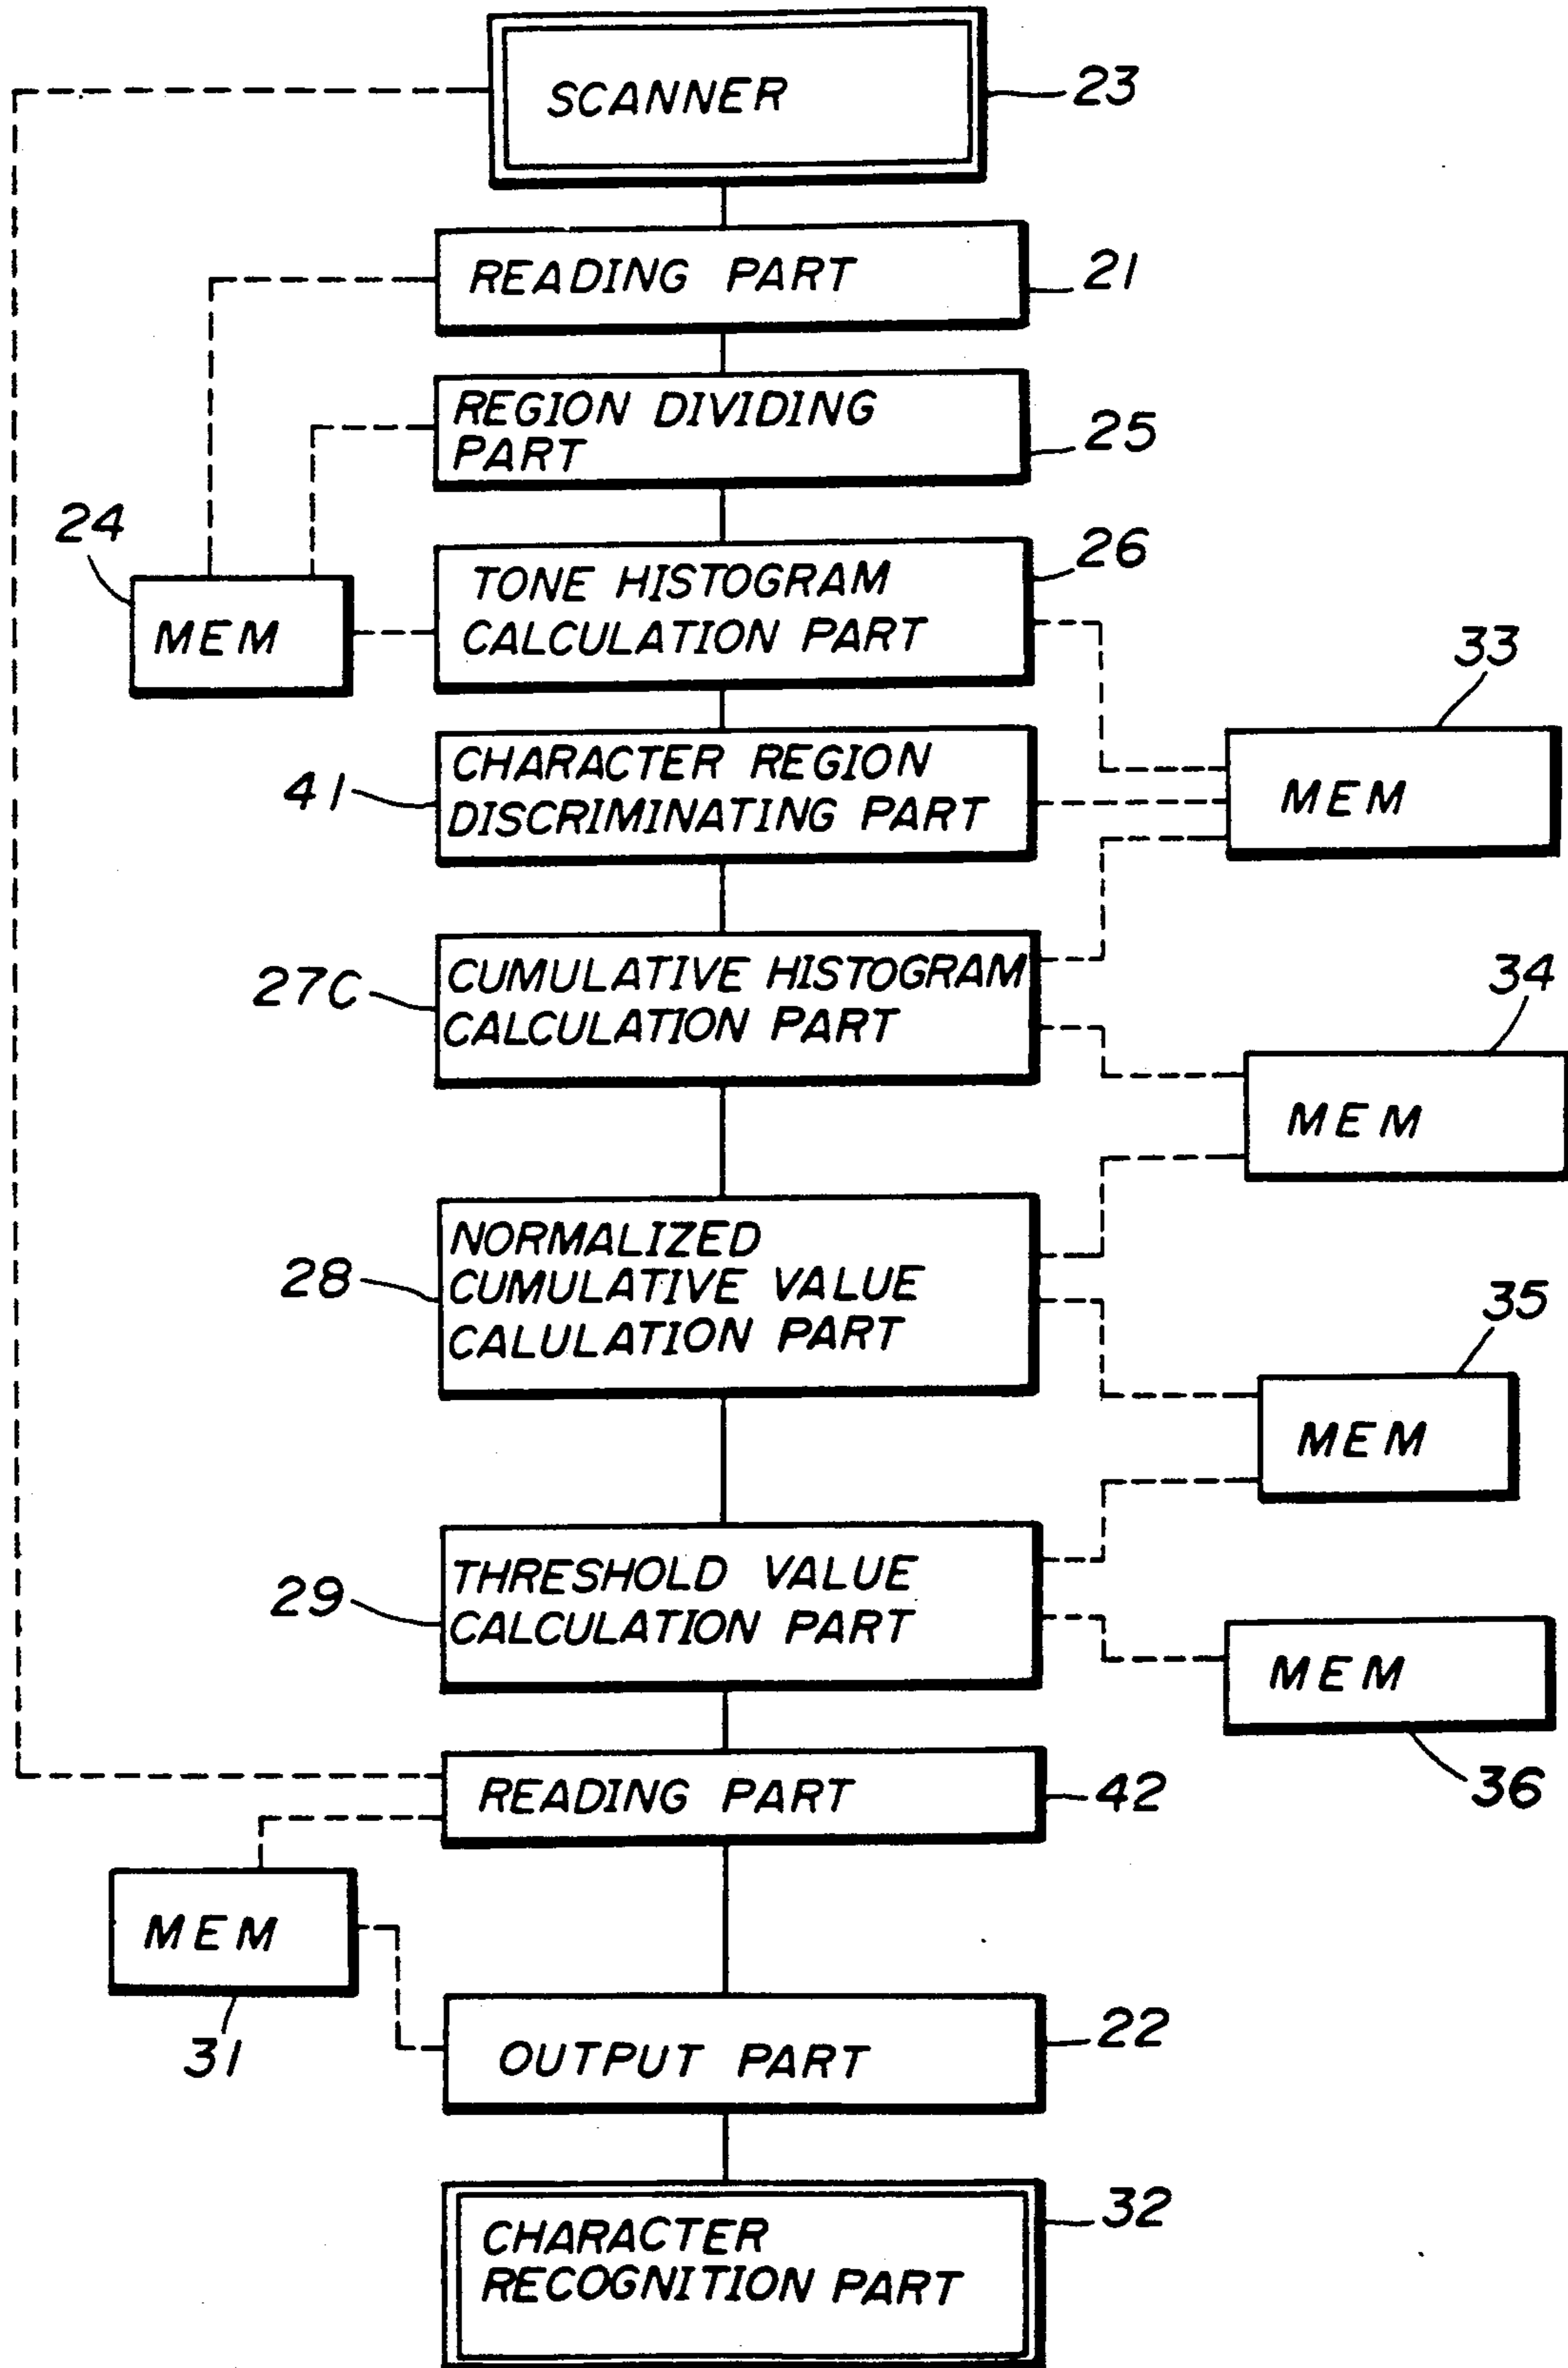 SCANNER
23
READING PART
21
REGION DIVIDING
PART
25
24
MEM
TONE HISTOGRAM
CALCULATION PART
26
33
MEM
CHARACTER REGION
DISCRIMINATING PART
41
CUMULATIVE HISTOGRAM
CALCULATION PART
27C
34
MEM
NORMALIZED
CUMULATIVE VALUE
CALULATION PART
28
35
MEM
THRESHOLD VALUE
CALCULATION PART
29
MEM
36
READING PART
42
MEM
31
OUTPUT PART
22
CHARACTER
RECOGNITION PART
32